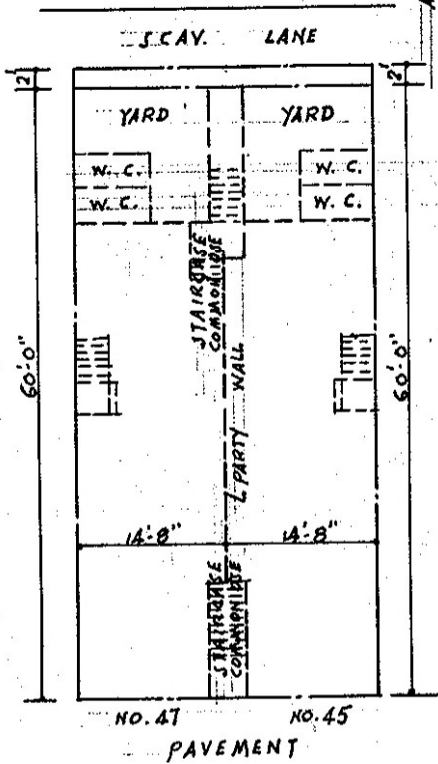 SCAV. LANE
2'
2'
YARD
YARD
W. C.
W. C.
W. C.
W. C.
STAIRCASE
COMMON USE
60'-0"
60'-0"
PARTY WALL
14'-8"
14'-8"
STAIRCASE
COMMON USE
NO. 47
NO. 45
PAVEMENT